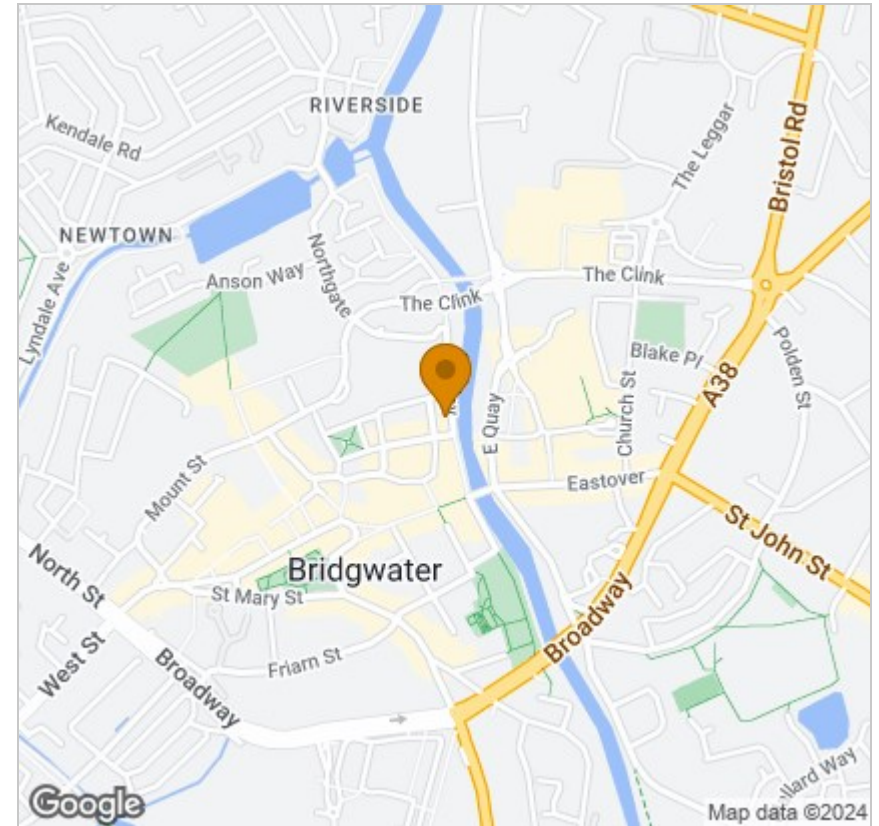 RIVERSIDE
Kendale Rd
The Leggar
Bristol Rd
NEWTOWN
Northgate
Anson Way
The Clink
The Clink
Lyndale Ave
Blake Pl
Polden St
A38
Church St
E Quay
Mount St
Eastover
St John St
North St
Bridgwater
St Mary St
Broadway
West St
Friarn St
Broadway
Google
Map data ©2024